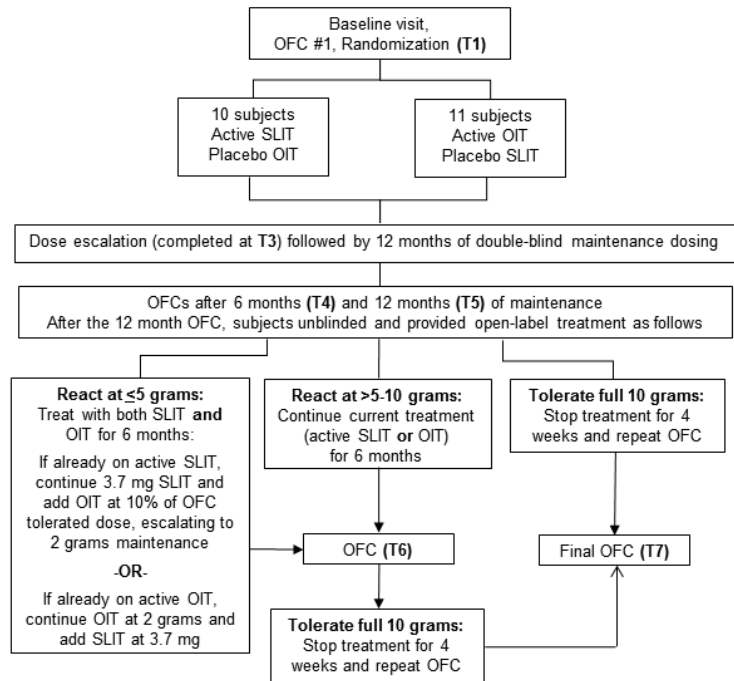 Baseline visit,
OFC #1, Randomization (T1)
10 subjects
Active SLIT
Placebo OIT
11 subjects
Active OIT
Placebo SLIT
Dose escalation (completed at T3) followed by 12 months of double-blind maintenance dosing
OFCs after 6 months (T4) and 12 months (T5) of maintenance
After the 12 month OFC, subjects unblinded and provided open-label treatment as follows
React at ≤5 grams:
Treat with both SLIT and
OIT for 6 months:
If already on active SLIT,
continue 3.7 mg SLIT and
add OIT at 10% of OFC
tolerated dose, escalating to
2 grams maintenance
-OR-
If already on active OIT,
continue OIT at 2 grams and
add SLIT at 3.7 mg
React at >5-10 grams:
Continue current treatment
(active SLIT or OIT)
for 6 months
Tolerate full 10 grams:
Stop treatment for 4
weeks and repeat OFC
OFC (T6)
Final OFC (T7)
Tolerate full 10 grams:
Stop treatment for 4
weeks and repeat OFC